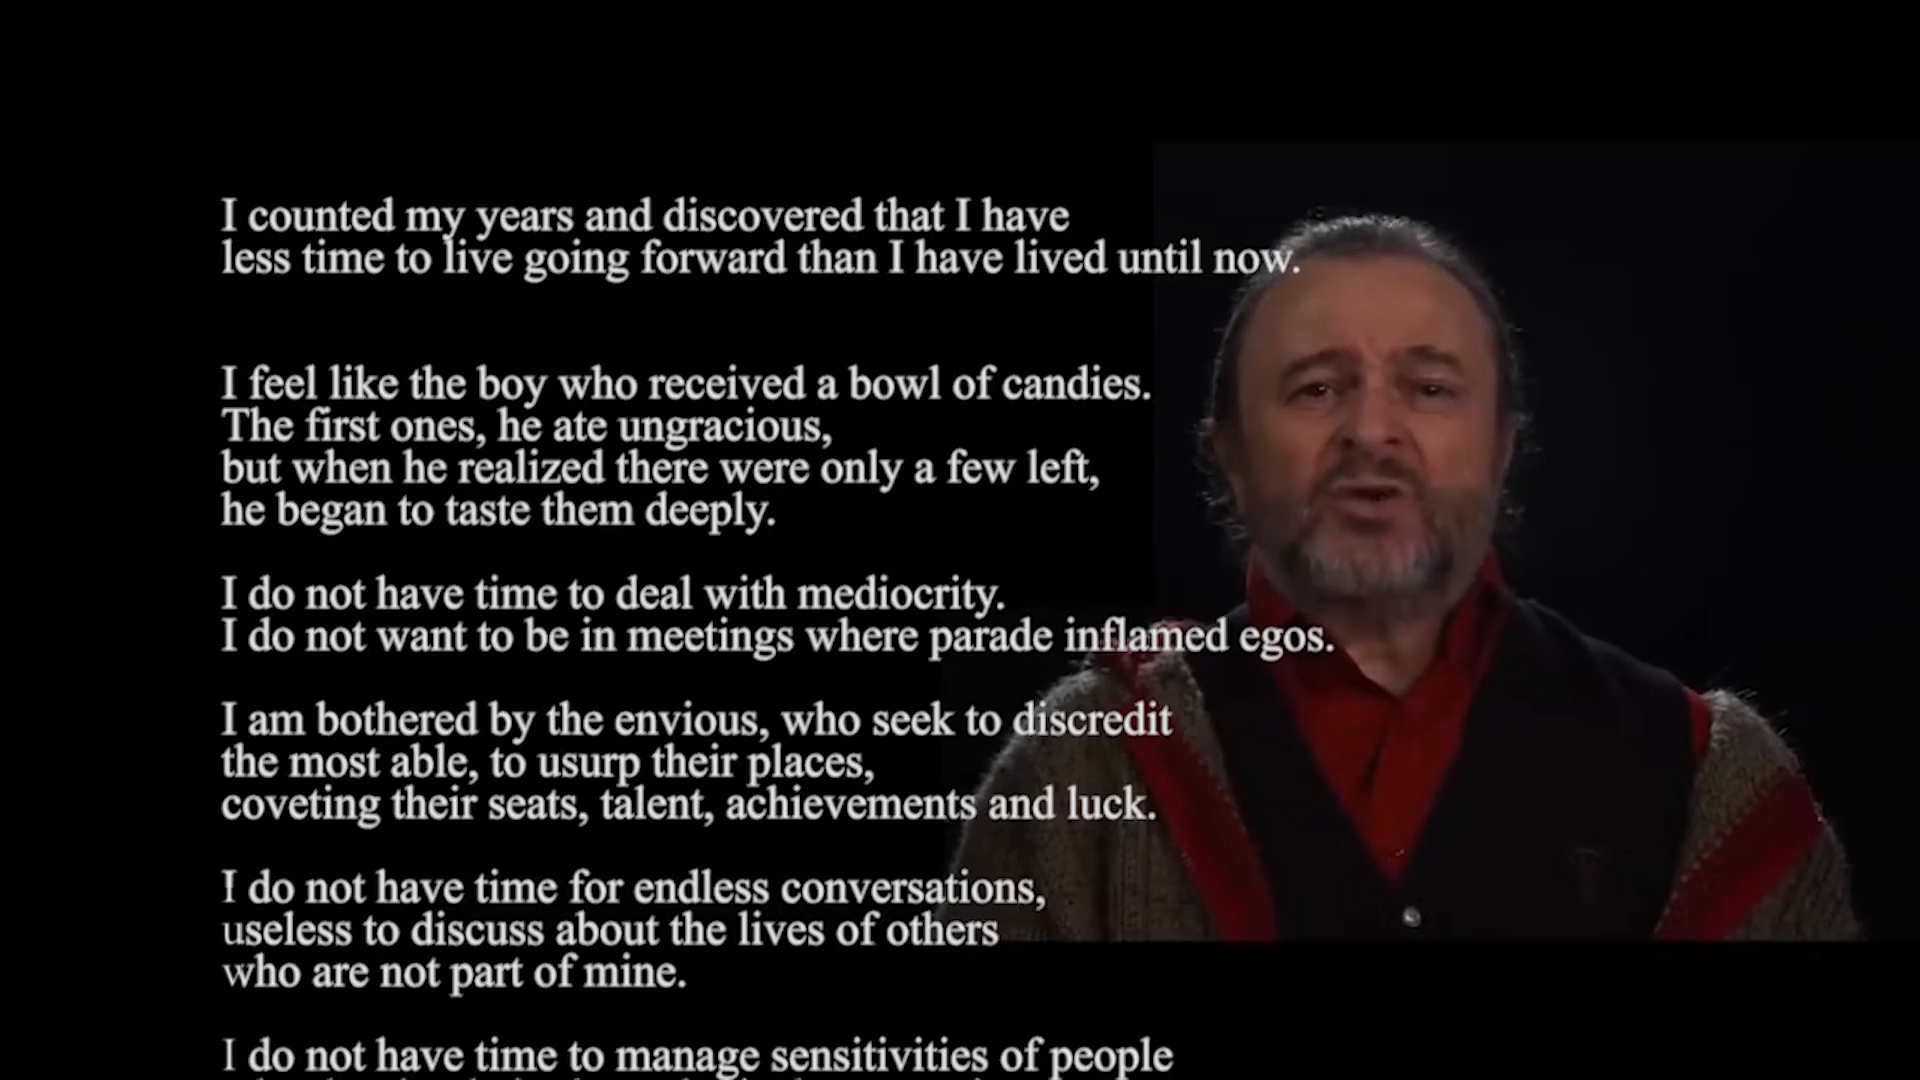 I counted my years and discovered that I have
less time to live going forward than I have lived until now.
I feel like the boy who received a bowl of candies.
The first ones, he ate ungracious,
but when he realized there were only a few left,
he began to taste them deeply.
I do not have time to deal with mediocrity.
I do not want to be in meetings where parade inflamed egos.
I am bothered by the envious, who seek to discredit
the most able, to usurp their places,
coveting their seats, talent, achievements and luck.
I do not have time for endless conversations,
useless to discuss about the lives of others
who are not part of mine.
I do not have time to manage sensitivities of people